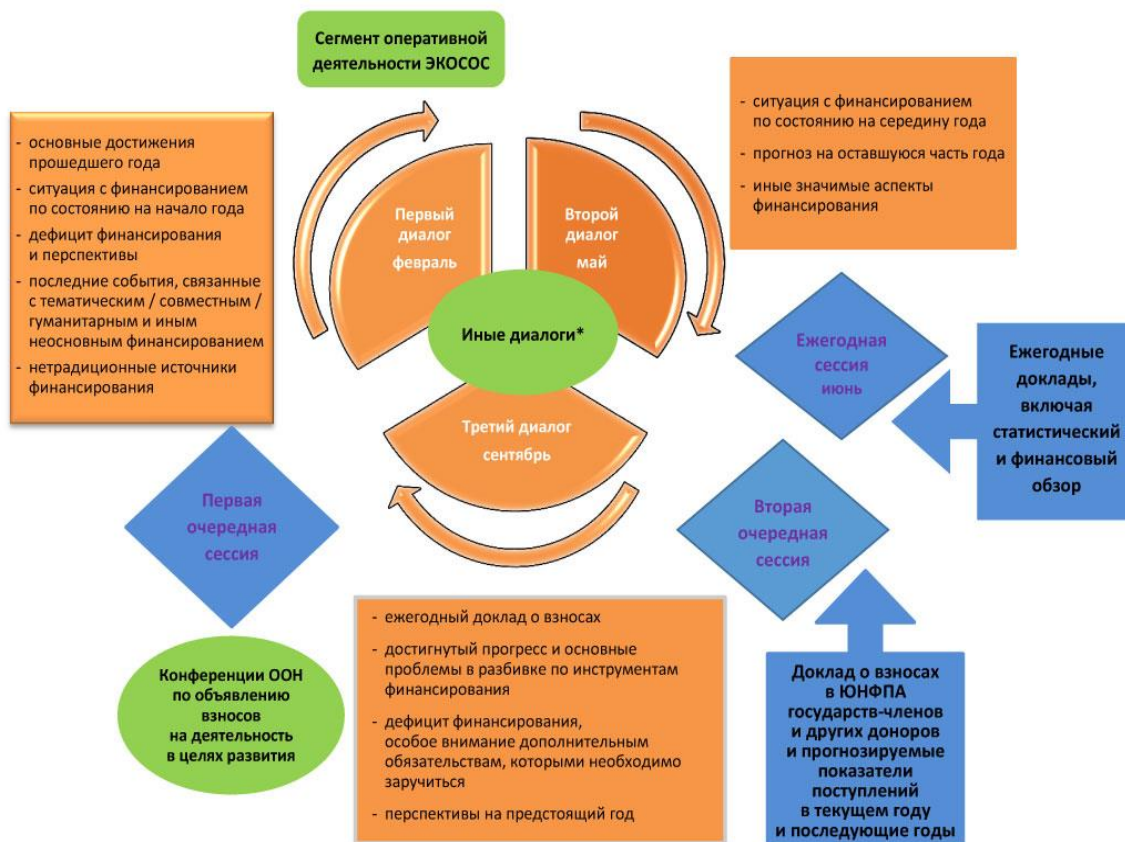 Сегмент оперативной
деятельности ЭКОСОС
- основные достижения
прошедшего года
- ситуация с финансированием
по состоянию на начало года
- дефицит финансирования
и перспективы
- последние события, связанные
с тематическим / совместным /
гуманитарным и иным
неосновным финансированием
- нетрадиционные источники
финансирования
Первый
диалог
февраль
Второй
диалог
май
- ситуация с финансированием
по состоянию на середину года
- прогноз на оставшуюся часть года
- иные значимые аспекты
финансирования
Иные диалоги*
Третий диалог
сентябрь
Ежегодная
сессия
июнь
Ежегодные
доклады,
включая
статистический
и финансовый
обзор
Первая
очередная
сессия
Вторая
очередная
сессия
Конференции ООН
по объявлению
взносов
на деятельность
в целях развития
- ежегодный доклад о взносах
- достигнутый прогресс и основные
проблемы в разбивке по инструментам
финансирования
- дефицит финансирования,
особое внимание дополнительным
обязательствам, которыми необходимо
заручиться
- перспективы на предстоящий год
Доклад о взносах
в ЮНФПА
государств-членов
и других доноров
и прогнозируемые
показатели
поступлений
в текущем году
и последующие годы